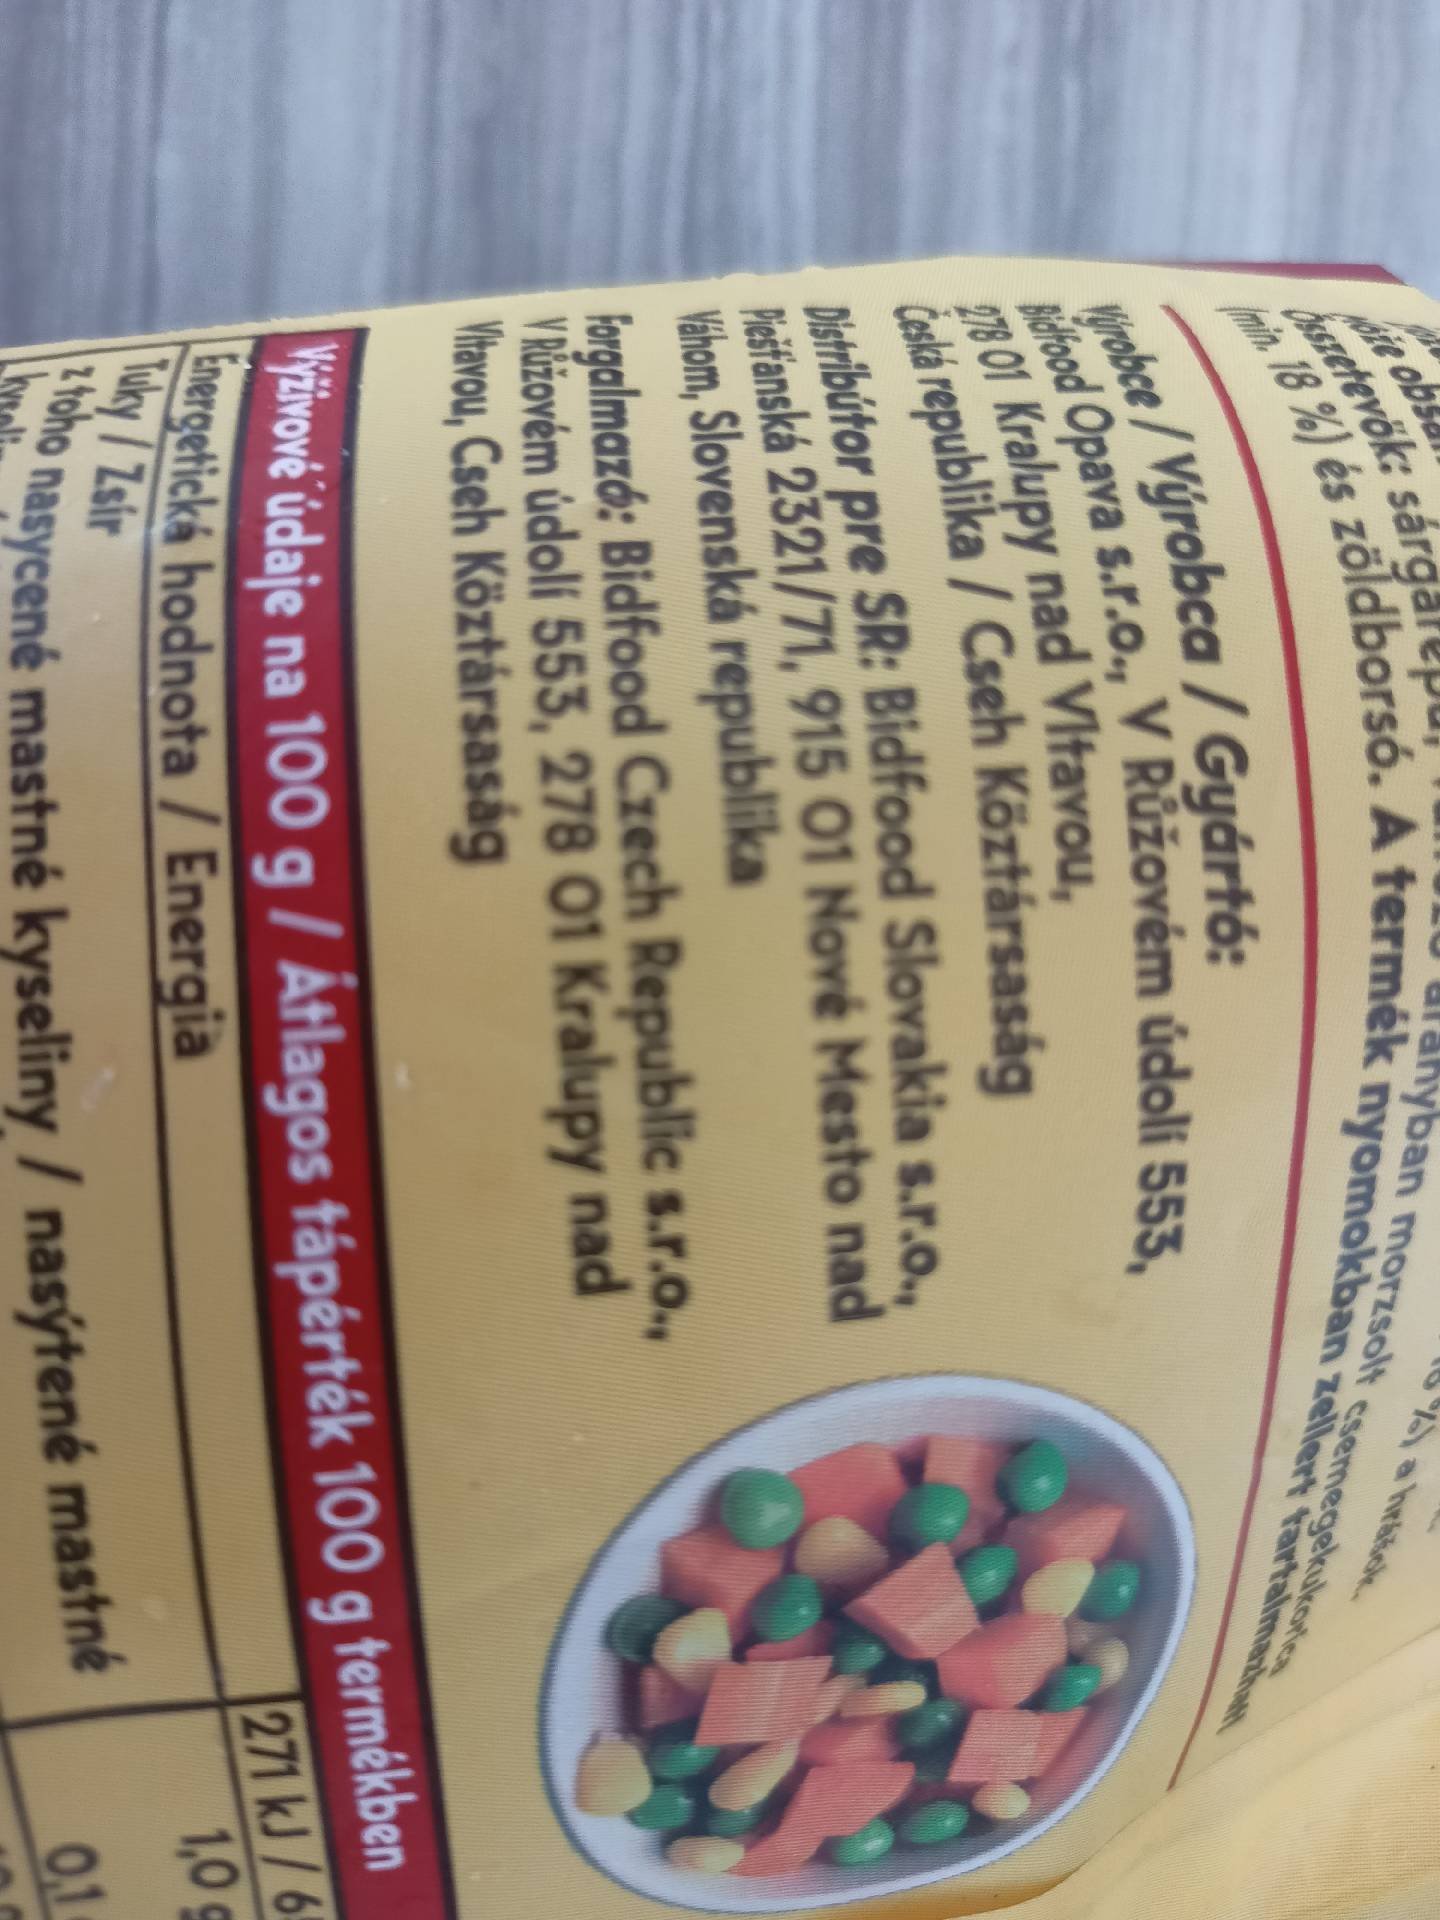 Összetevők: sárgarépa,
arányban morzsolt csemegekukorica
(min. 18 %) és zöldborsó. A termék nyomokban zellert tartalmazhat.
Výrobce / Výrobca / Gyártó:
Bidfood Opava s.r.o., V Růžovém údolí 553,
278 01 Kralupy nad Vltavou,
Česká republika / Cseh Köztársaság
Distribútor pre SR: Bidfood Slovakia s.r.o.,
Piešťanská 2321/71, 915 01 Nové Mesto nad
Váhom, Slovenská republika
Forgalmazó: Bidfood Czech Republic s.r.o.,
V Růžovém údolí 553, 278 01 Kralupy nad
Vltavou, Cseh Köztársaság
Výživové údaje na 100 g / Átlagos tápérték 100 g termékben
Energetická hodnota / Energia 271 kJ /
Tuky / Zsír 1,0 g
z toho nasycené mastné kyseliny / nasýtené mastné 0,1